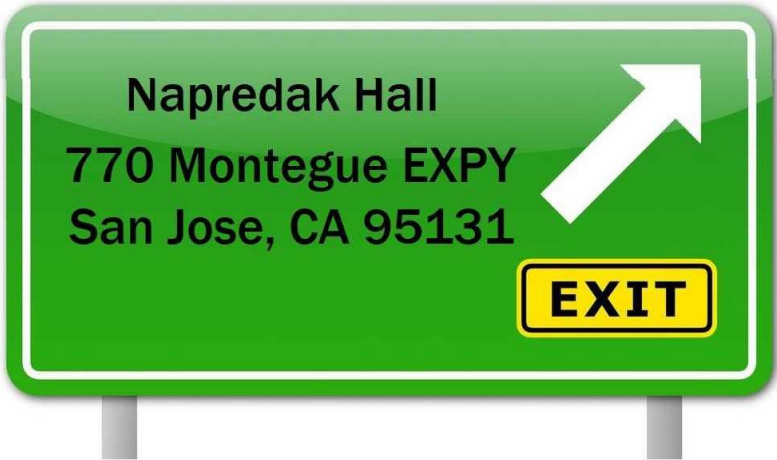 Napredak Hall
770 Montegue EXPY
San Jose, CA 95131
EXIT